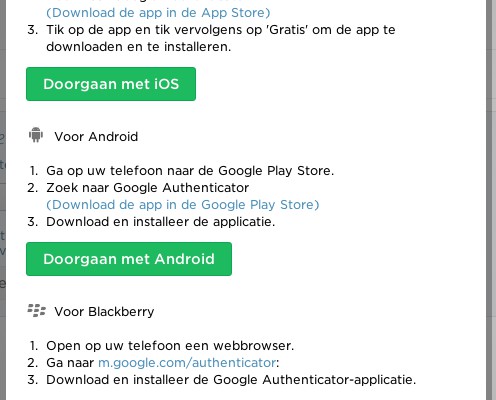 (Download de app in de App Store)
3. Tik op de app en tik vervolgens op 'Gratis' om de app te
downloaden en te installeren.
Doorgaan met iOS
Voor Android
1. Ga op uw telefoon naar de Google Play Store.
2. Zoek naar Google Authenticator
(Download de app in de Google Play Store)
3. Download en installeer de applicatie.
Doorgaan met Android
Voor Blackberry
1. Open op uw telefoon een webbrowser.
2. Ga naar m.google.com/authenticator:
3. Download en installeer de Google Authenticator-applicatie.